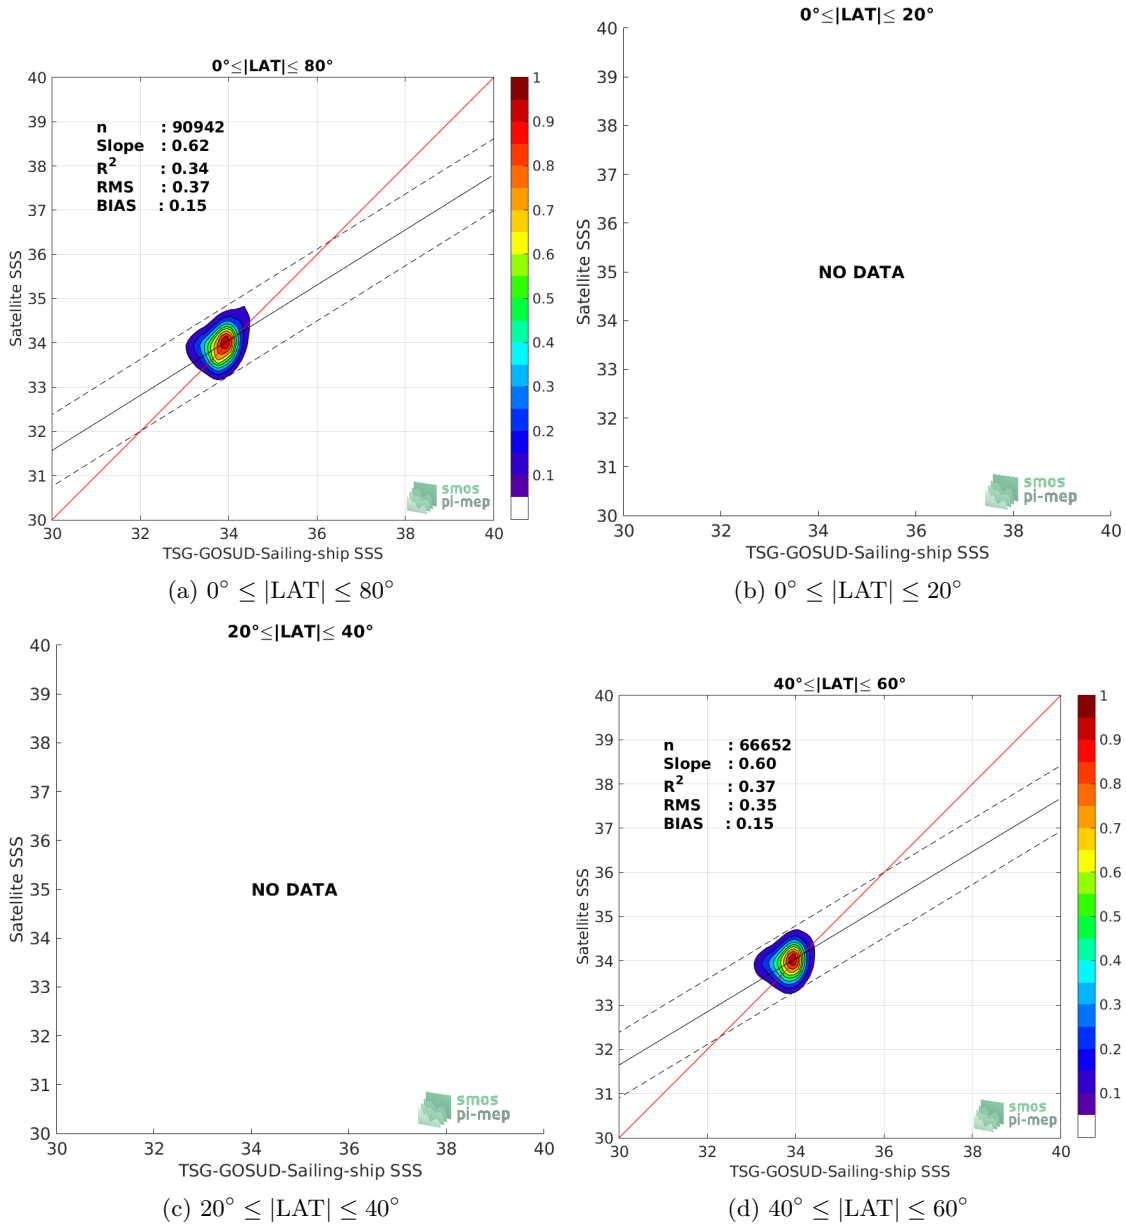 0°≤|LAT|≤ 80°
40
39
38
37
36
35
34
33
32
31
30
30 32 34 36 38 40
Satellite SSS
TSG-GOSUD-Sailing-ship SSS
n : 90942
Slope : 0.62
R² : 0.34
RMS : 0.37
BIAS : 0.15
smos
pi-mep
1
0.9
0.8
0.7
0.6
0.5
0.4
0.3
0.2
0.1
(a) 0° ≤ |LAT| ≤ 80°
0°≤|LAT|≤ 20°
40
39
38
37
36
35
34
33
32
31
30
30 32 34 36 38 40
Satellite SSS
TSG-GOSUD-Sailing-ship SSS
NO DATA
smos
pi-mep
(b) 0° ≤ |LAT| ≤ 20°
20°≤|LAT|≤ 40°
40
39
38
37
36
35
34
33
32
31
30
30 32 34 36 38 40
Satellite SSS
TSG-GOSUD-Sailing-ship SSS
NO DATA
smos
pi-mep
(c) 20° ≤ |LAT| ≤ 40°
40°≤|LAT|≤ 60°
40
39
38
37
36
35
34
33
32
31
30
30 32 34 36 38 40
Satellite SSS
TSG-GOSUD-Sailing-ship SSS
n : 66652
Slope : 0.60
R² : 0.37
RMS : 0.35
BIAS : 0.15
smos
pi-mep
1
0.9
0.8
0.7
0.6
0.5
0.4
0.3
0.2
0.1
(d) 40° ≤ |LAT| ≤ 60°